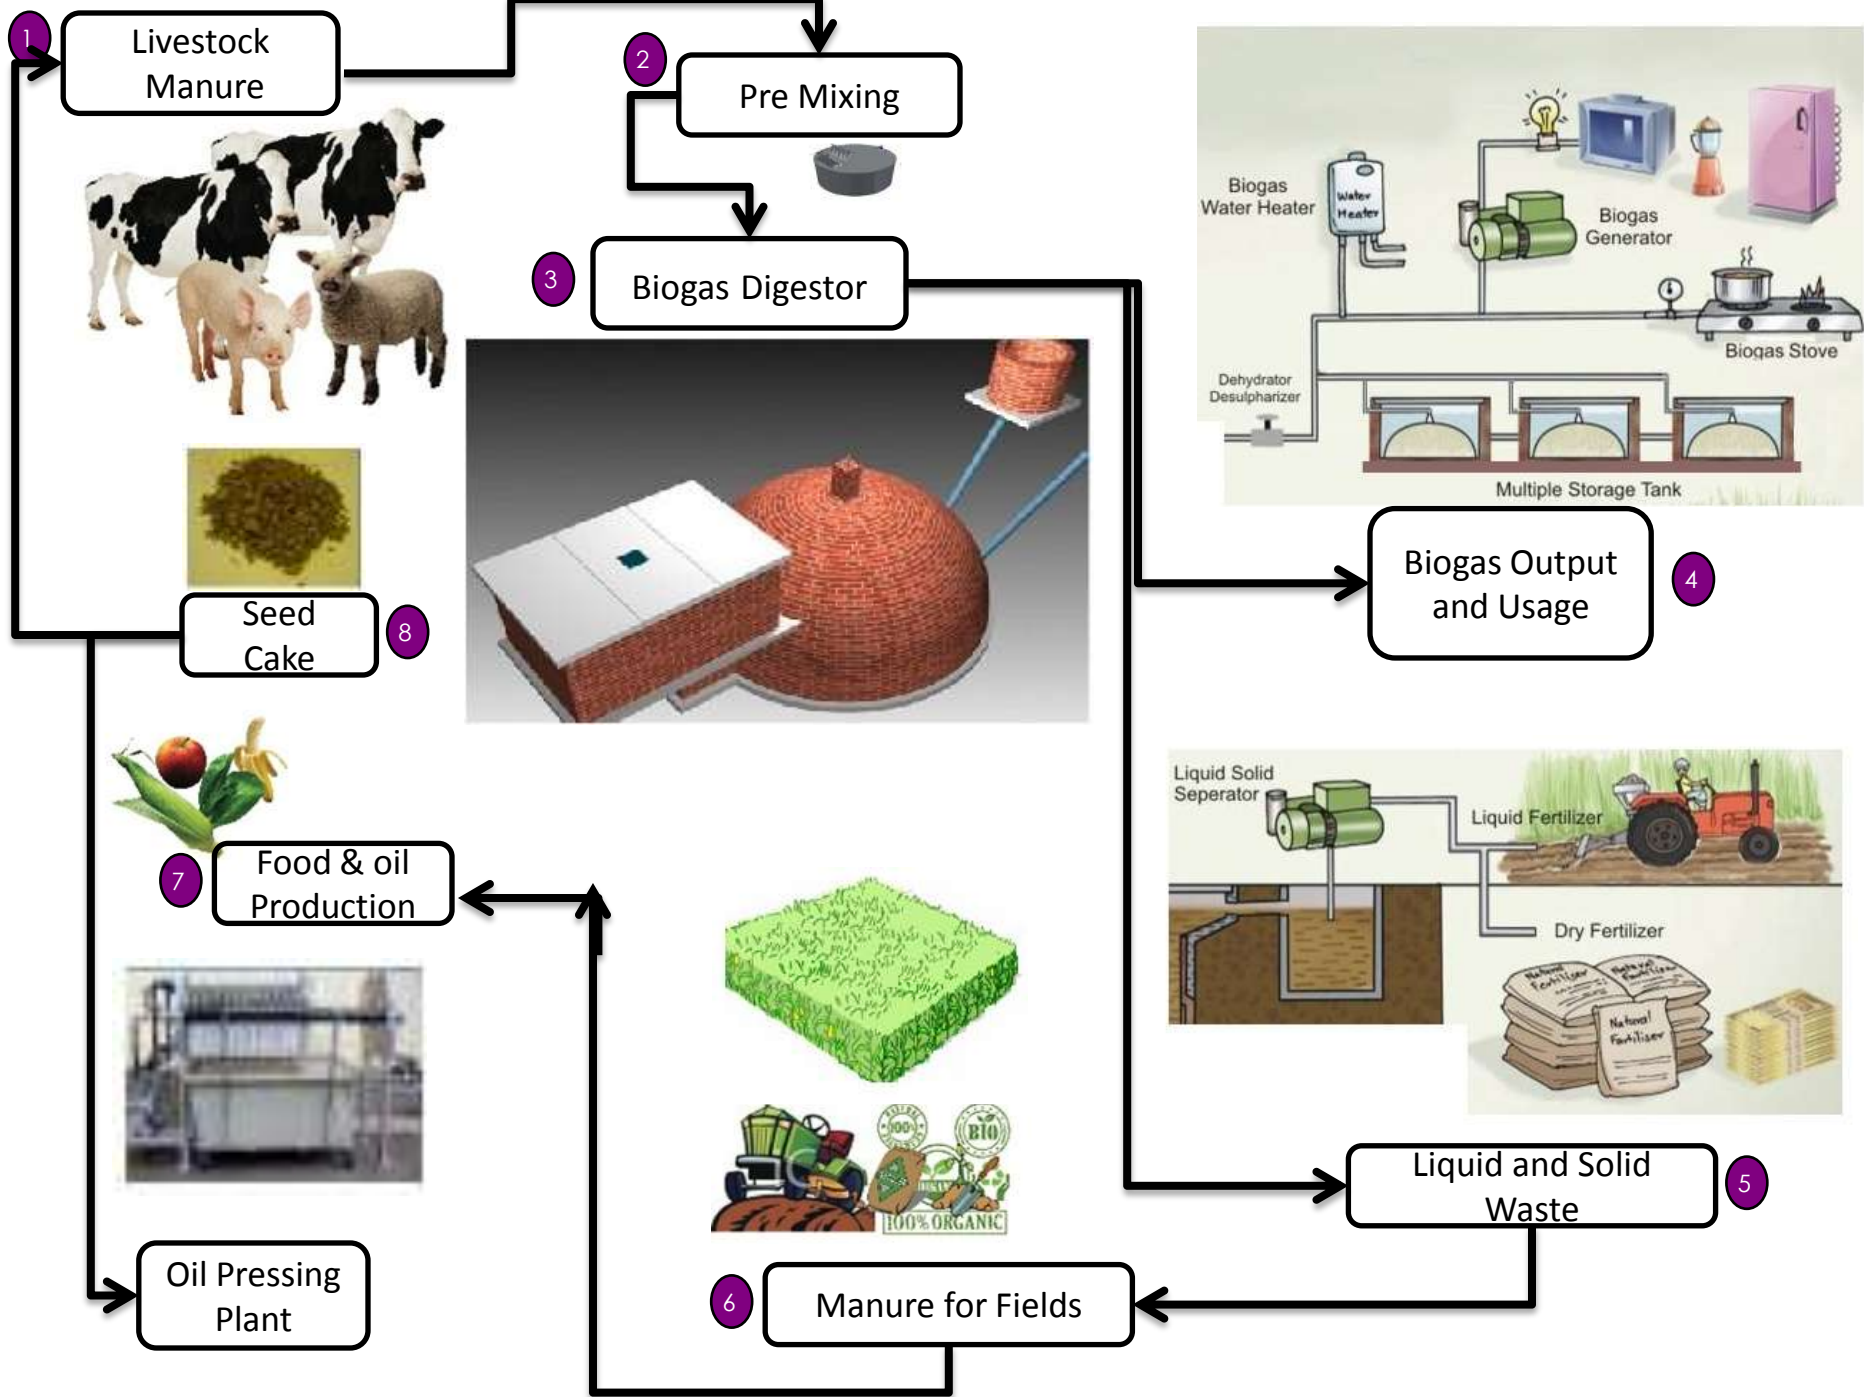 1
Livestock
Manure
2
Pre Mixing
3
Biogas Digestor
Biogas
Water Heater
Water
Heater
Biogas
Generator
Biogas Stove
Dehydrator
Desulpharizer
Multiple Storage Tank
Biogas Output
and Usage
4
Seed
Cake
8
Liquid Solid
Seperator
Liquid Fertilizer
Dry Fertilizer
Natural
Fertiliser
Natural
Fartiliser
7
Food & oil
Production
100%
BIO
100% ORGANIC
Liquid and Solid
Waste
5
Oil Pressing
Plant
6
Manure for Fields